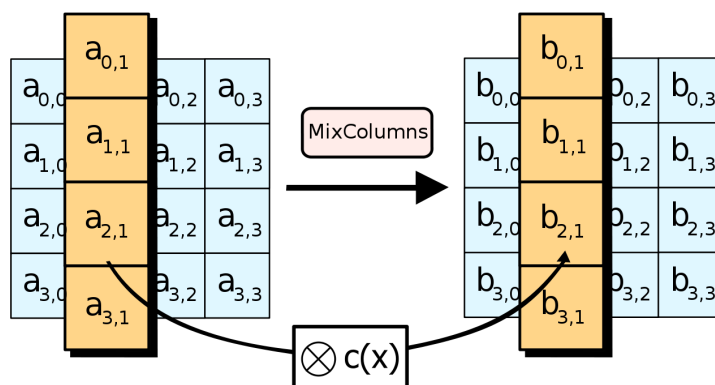 a0,0 a0,1 a0,2 a0,3
a1,0 a1,1 a1,2 a1,3
a2,0 a2,1 a2,2 a2,3
a3,0 a3,1 a3,2 a3,3
MixColumns
b0,0 b0,1 b0,2 b0,3
b1,0 b1,1 b1,2 b1,3
b2,0 b2,1 b2,2 b2,3
b3,0 b3,1 b3,2 b3,3
⊗ c(x)